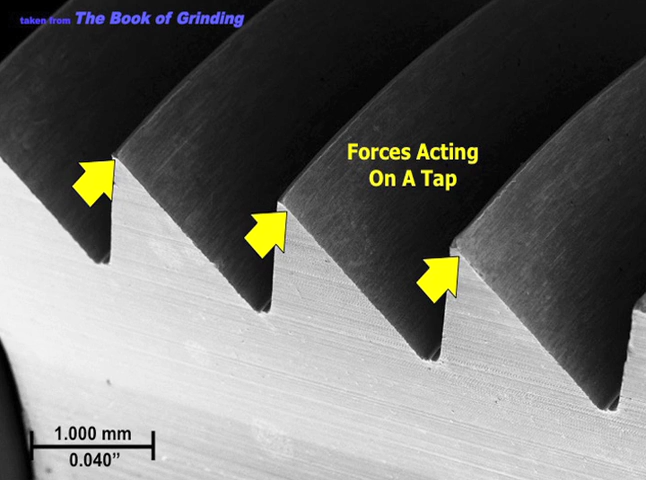 taken from The Book of Grinding
Forces Acting
On A Tap
1.000 mm
0.040”